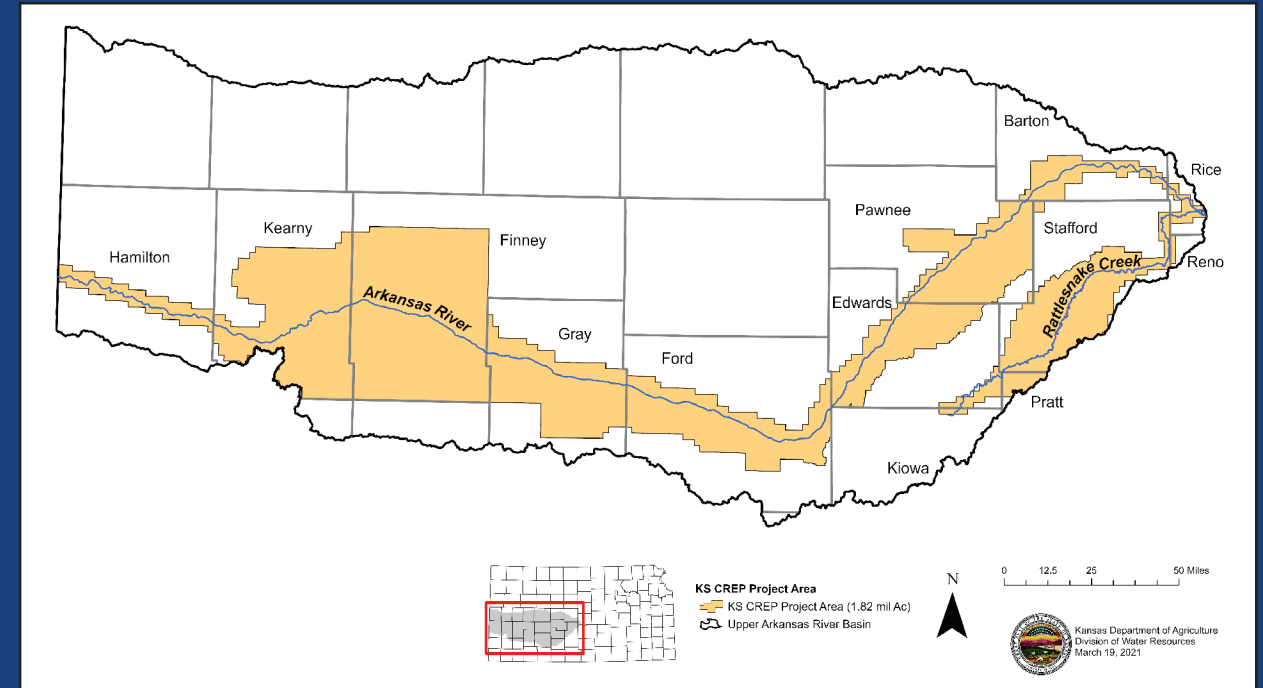 Barton
Rice
Pawnee
Kearny
Stafford
Finney
Hamilton
Rattlesnake Creek
Reno
Arkansas River
Edwards
Gray
Ford
Pratt
Kiowa
KS CREP Project Area
KS CREP Project Area (1.82 mil Ac)
Upper Arkansas River Basin
N
0 12.5 25 50 Miles
Kansas Department of Agriculture
Division of Water Resources
March 19, 2021